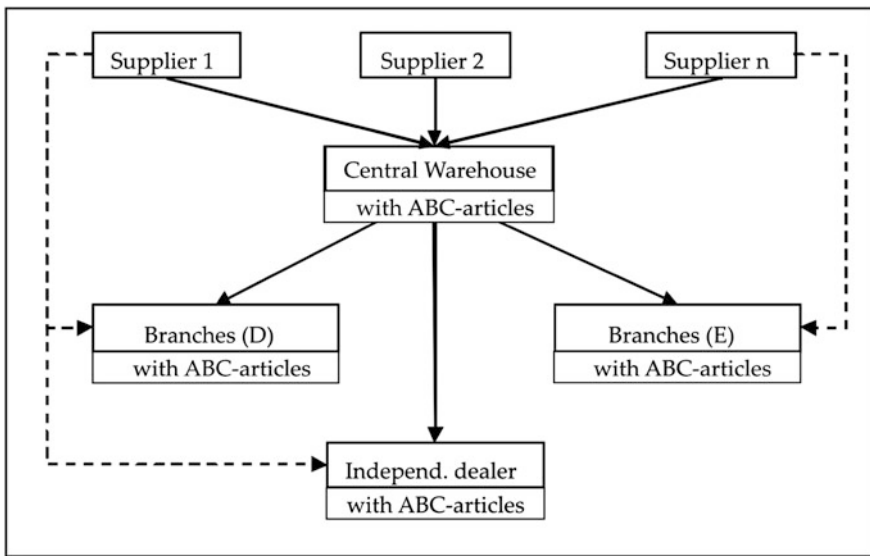 Supplier 1
Supplier 2
Supplier n
Central Warehouse
with ABC-articles
Branches (D)
with ABC-articles
Branches (E)
with ABC-articles
Independ. dealer
with ABC-articles